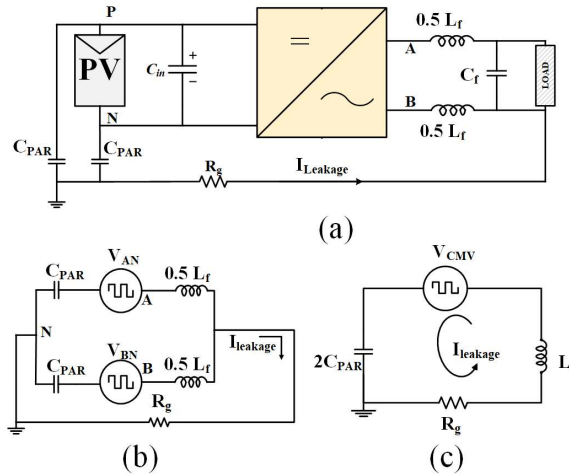 P
0.5 L_f
A
PV
C_in
+
−
=
C_f
LOAD
B
N
0.5 L_f
C_PAR
C_PAR
R_g
I_Leakage
(a)
V_AN
C_PAR
0.5 L_f
A
N
V_BN
I_leakage
B
0.5 L_f
C_PAR
R_g
(b)
V_CMV
2C_PAR
I_leakage
L
R_g
(c)